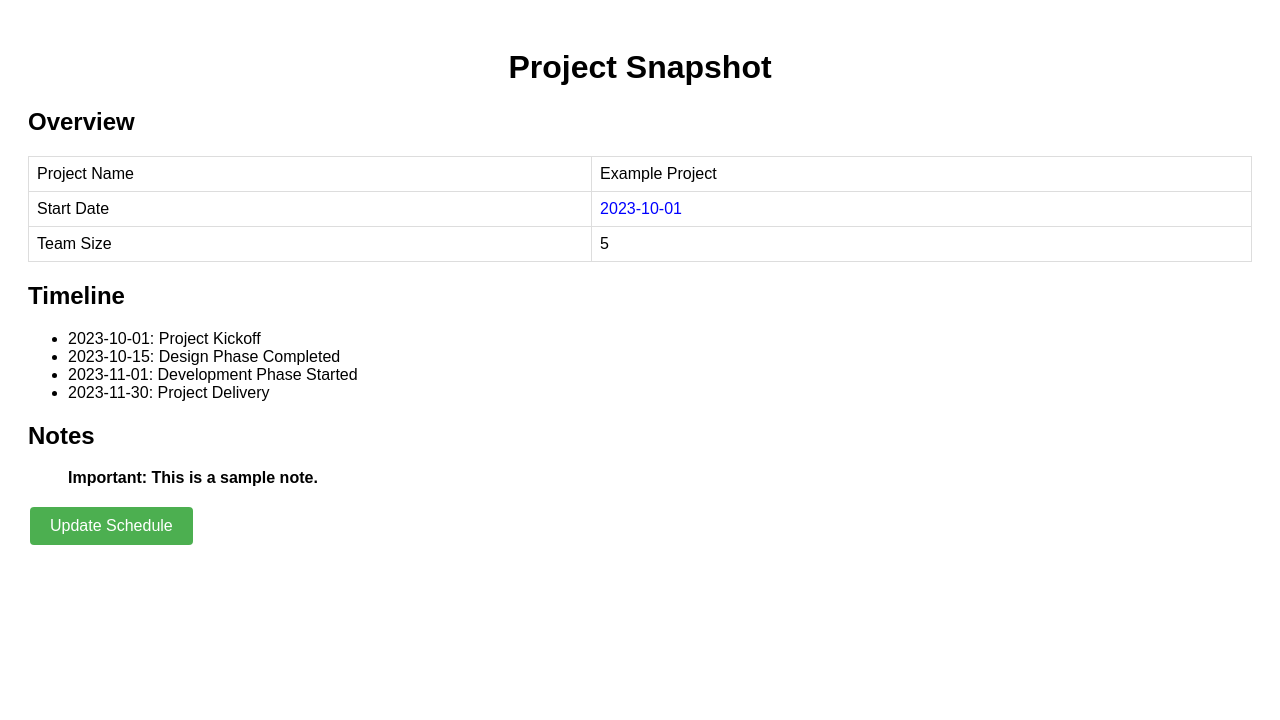 Project Snapshot
Overview
Project Name Example Project
Start Date 2023-10-01
Team Size 5
Timeline
2023-10-01: Project Kickoff
2023-10-15: Design Phase Completed
2023-11-01: Development Phase Started
2023-11-30: Project Delivery
Notes
Important: This is a sample note.
Update Schedule